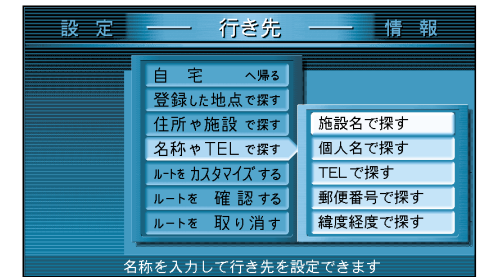 設 定 行き先 情 報
自 宅 へ帰る
登録した地点で探す
住所や施設 で探す
名称やTELで探す
ルートをカスタマイズする
ルートを 確 認 する
ルートを 取り消 す
施設名で探す
個人名で探す
TELで探す
郵便番号で探す
緯度経度で探す
名称を入力して行き先を設定できます